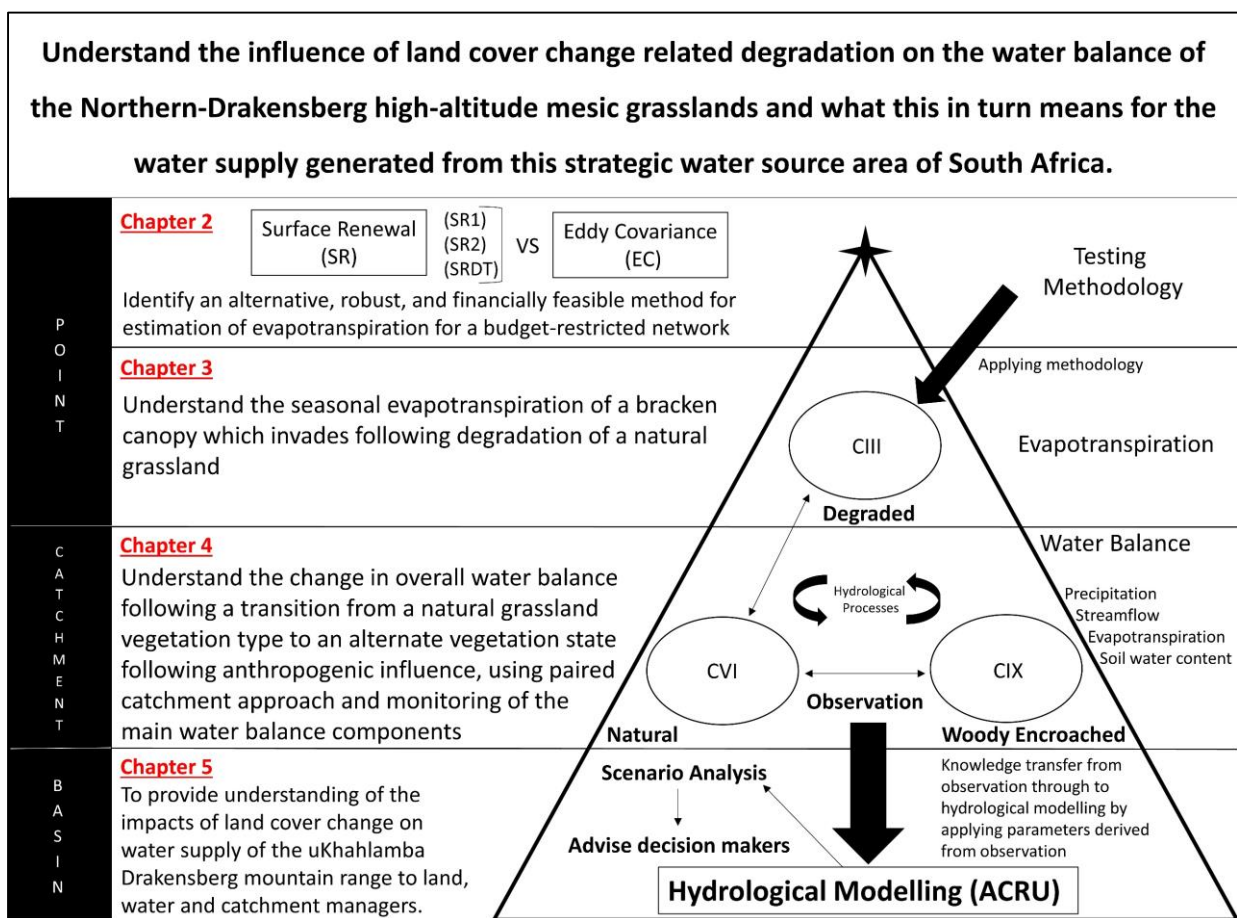 Understand the influence of land cover change related degradation on the water balance of
the Northern-Drakensberg high-altitude mesic grasslands and what this in turn means for the
water supply generated from this strategic water source area of South Africa.
POINT
Chapter 2
Surface Renewal
(SR)
(SR1)
(SR2)
(SRDT)
VS
Eddy Covariance
(EC)
Identify an alternative, robust, and financially feasible method for
estimation of evapotranspiration for a budget-restricted network
Testing
Methodology
Chapter 3
Understand the seasonal evapotranspiration of a bracken
canopy which invades following degradation of a natural
grassland
Applying methodology
CIII
Degraded
Evapotranspiration
CATCHMENT
Chapter 4
Understand the change in overall water balance
following a transition from a natural grassland
vegetation type to an alternate vegetation state
following anthropogenic influence, using paired
catchment approach and monitoring of the
main water balance components
Hydrological
Processes
CVI
Natural
Observation
CIX
Woody Encroached
Water Balance
Precipitation
Streamflow
Evapotranspiration
Soil water content
BASIN
Chapter 5
To provide understanding of the
impacts of land cover change on
water supply of the uKhahlamba
Drakensberg mountain range to land,
water and catchment managers.
Scenario Analysis
Advise decision makers
Knowledge transfer from
observation through to
hydrological modelling by
applying parameters derived
from observation
Hydrological Modelling (ACRU)